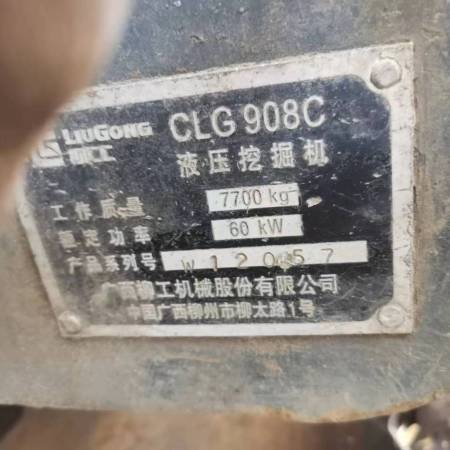 LIUGONG CLG 908C
柳工 液压挖掘机
工作质量 7700 kg
额定功率 60 kW
产品系列号
广西柳工机械股份有限公司
中国广西柳州市柳太路1号